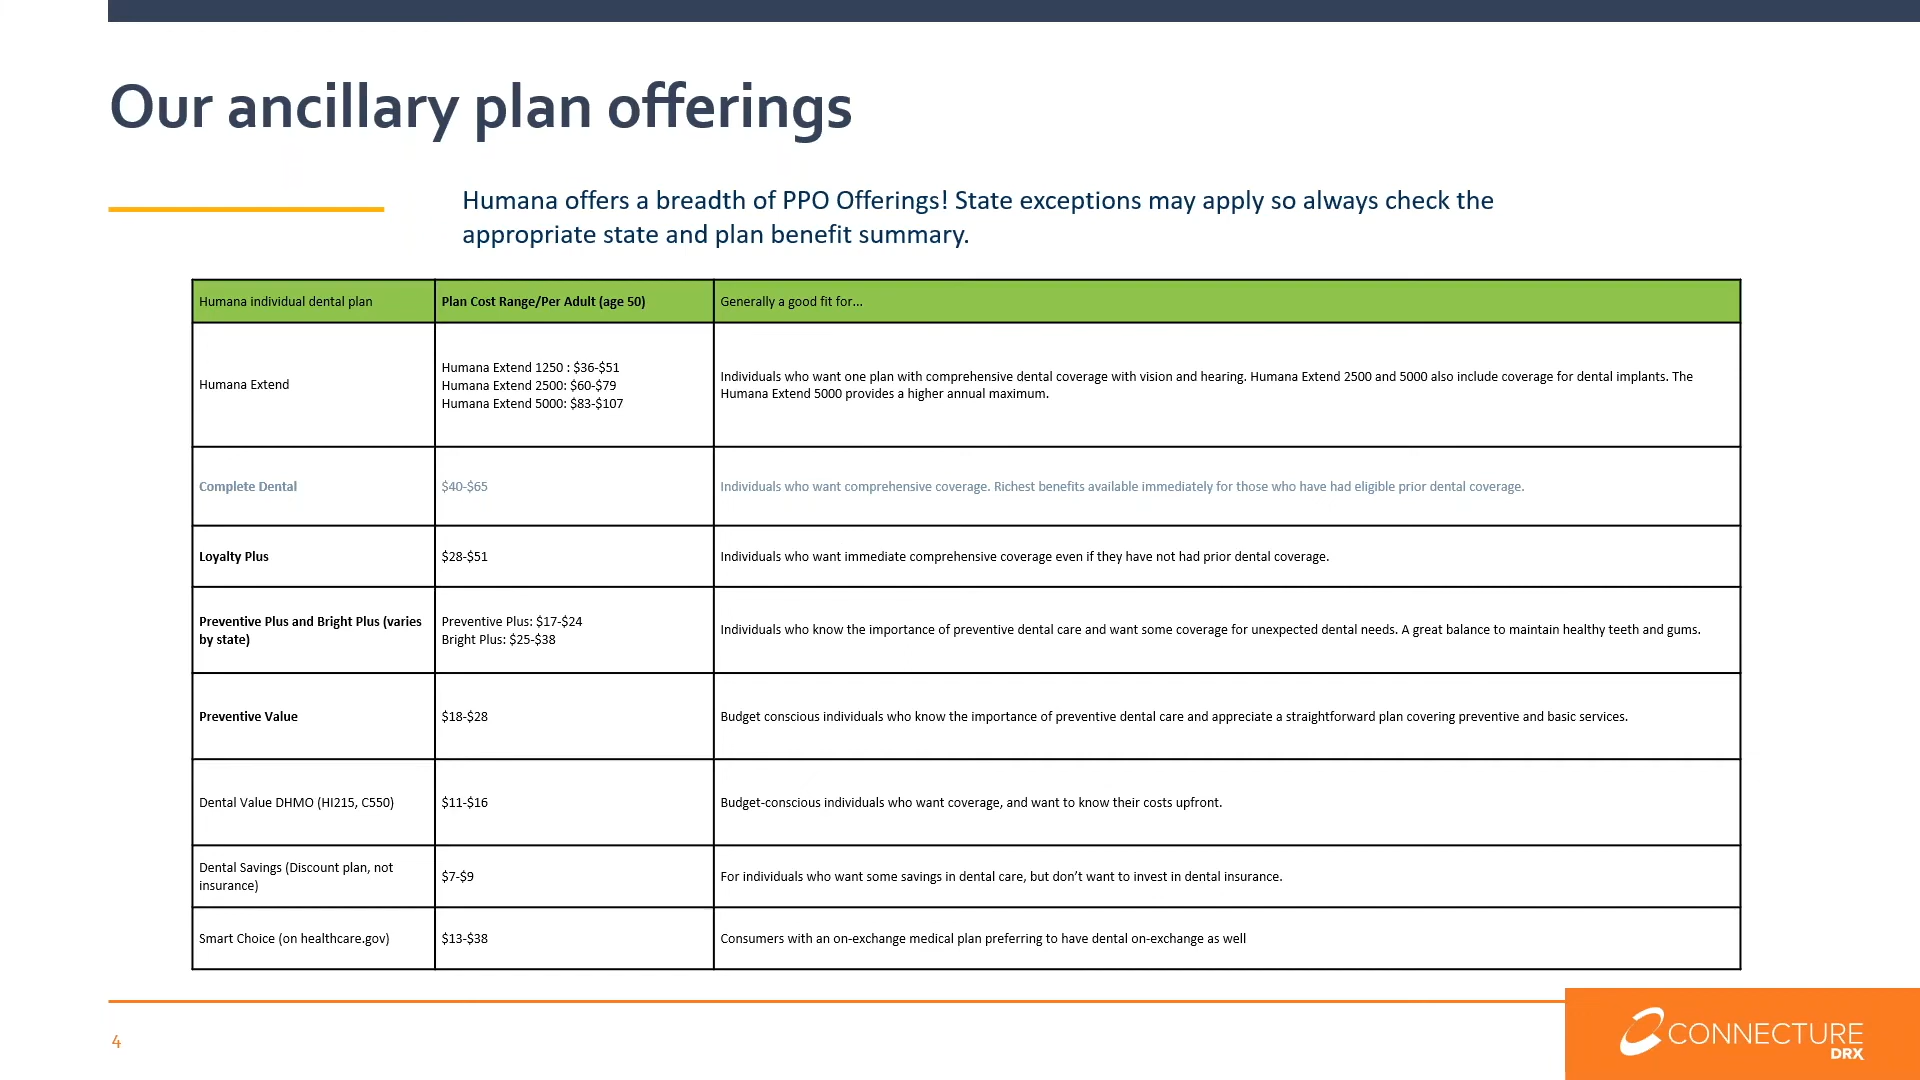 Our ancillary plan offerings
Humana offers a breadth of PPO Offerings! State exceptions may apply so always check the
appropriate state and plan benefit summary.
Humana individual dental plan
Plan Cost Range/Per Adult (age 50)
Generally a good fit for...
Humana Extend
Humana Extend 1250 : $36-$51
Humana Extend 2500: $60-$79
Humana Extend 5000: $83-$107
Individuals who want one plan with comprehensive dental coverage with vision and hearing. Humana Extend 2500 and 5000 also include coverage for dental implants. The
Humana Extend 5000 provides a higher annual maximum.
Complete Dental
$40-$65
Individuals who want comprehensive coverage. Richest benefits available immediately for those who have had eligible prior dental coverage.
Loyalty Plus
$28-$51
Individuals who want immediate comprehensive coverage even if they have not had prior dental coverage.
Preventive Plus and Bright Plus (varies
by state)
Preventive Plus: $17-$24
Bright Plus: $25-$38
Individuals who know the importance of preventive dental care and want some coverage for unexpected dental needs. A great balance to maintain healthy teeth and gums.
Preventive Value
$18-$28
Budget conscious individuals who know the importance of preventive dental care and appreciate a straightforward plan covering preventive and basic services.
Dental Value DHMO (HI215, C550)
$11-$16
Budget-conscious individuals who want coverage, and want to know their costs upfront.
Dental Savings (Discount plan, not
insurance)
$7-$9
For individuals who want some savings in dental care, but don’t want to invest in dental insurance.
Smart Choice (on healthcare.gov)
$13-$38
Consumers with an on-exchange medical plan preferring to have dental on-exchange as well
4
CONNECTURE
DRX